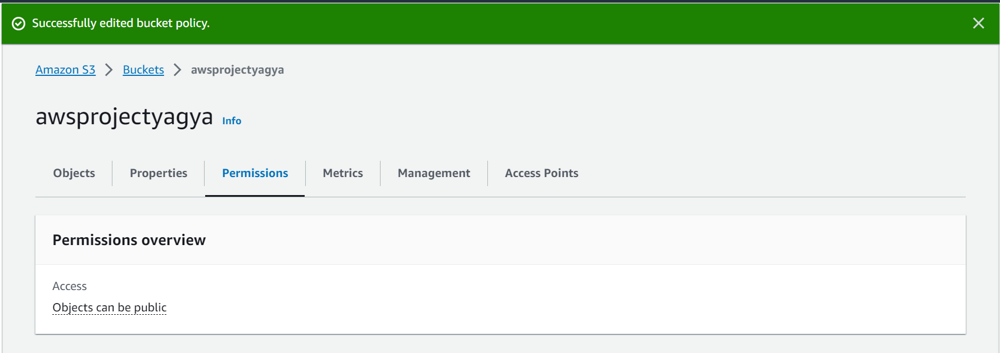 Successfully edited bucket policy.
Amazon S3 > Buckets > awsprojectyagya
awsprojectyagya Info
Objects Properties Permissions Metrics Management Access Points
Permissions overview
Access
Objects can be public